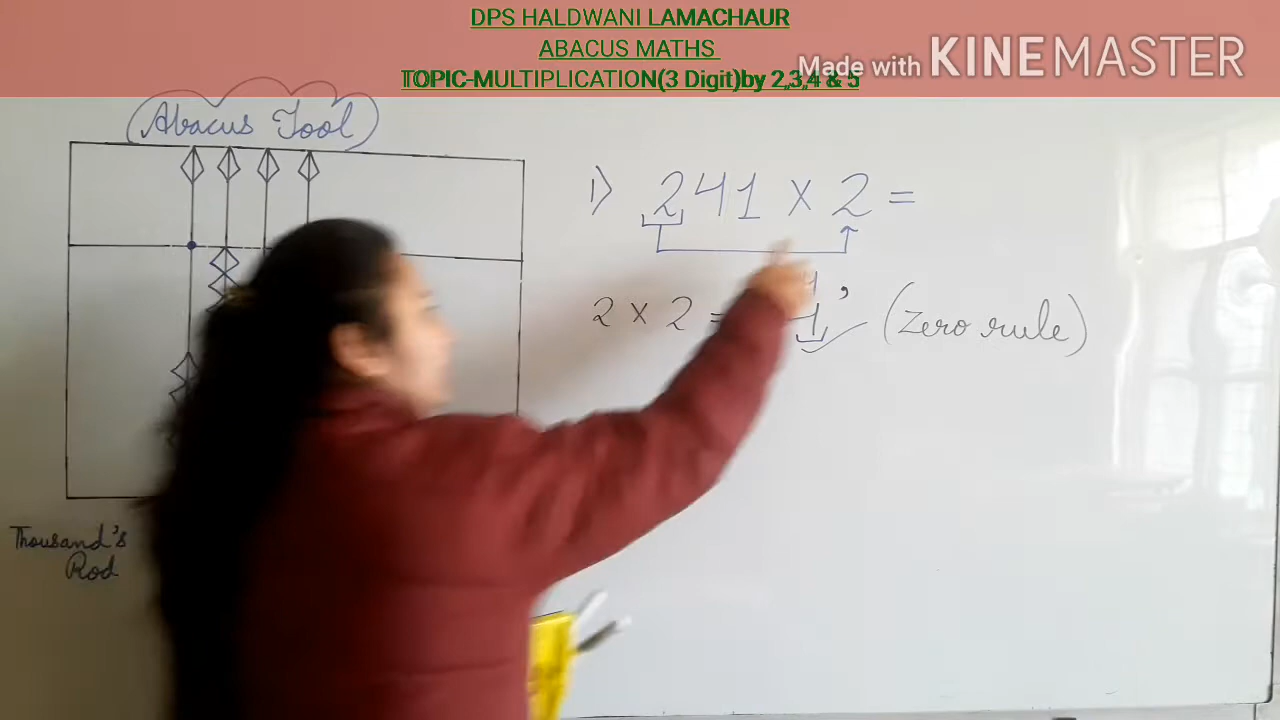 DPS HALDWANI LAMACHAUR
ABACUS MATHS
TOPIC-MULTIPLICATION(3 Digit)by 2,3,4 & 5
Made with KINEMASTER
Abacus Tool
1) 241 x 2 =
2 x 2 = 4, (Zero rule)
Thousand's
Rod